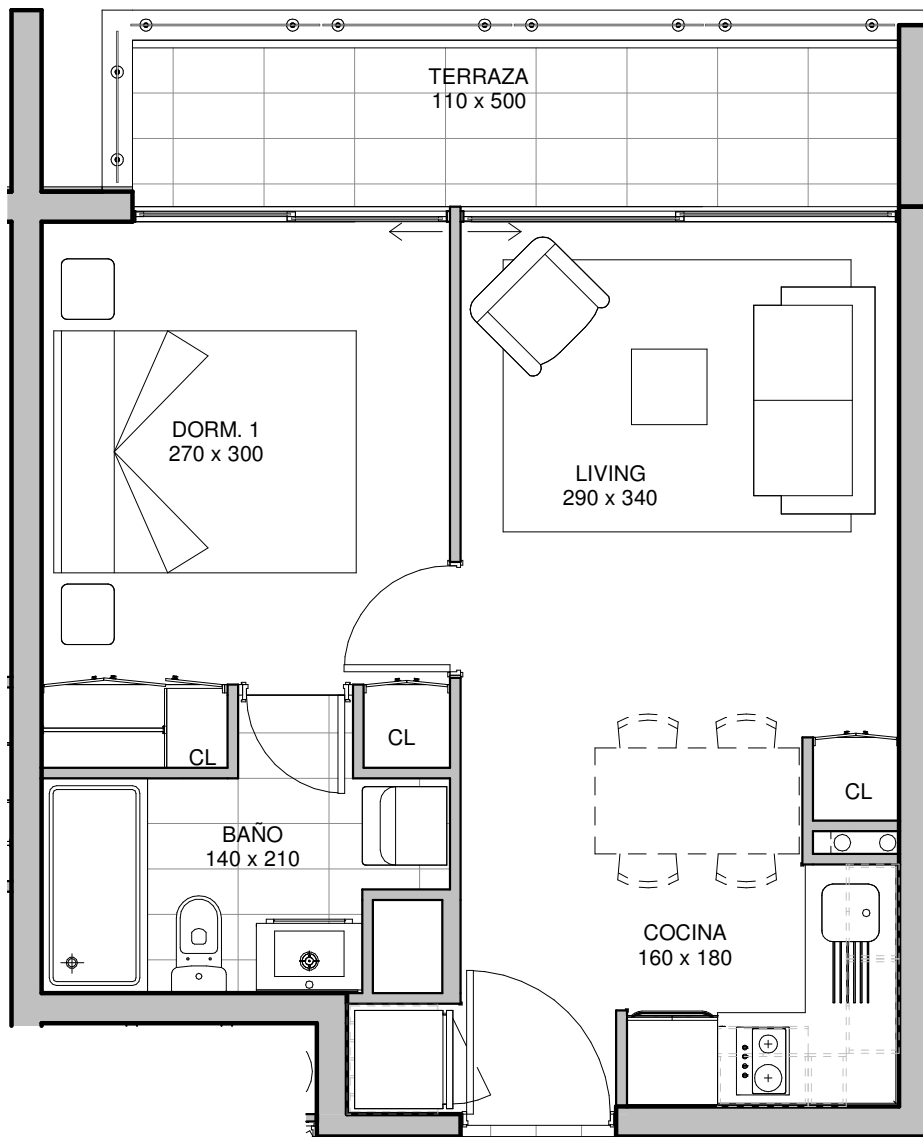 TERRAZA
110 x 500
DORM. 1
270 x 300
LIVING
290 x 340
CL
CL
CL
BAÑO
140 x 210
COCINA
160 x 180